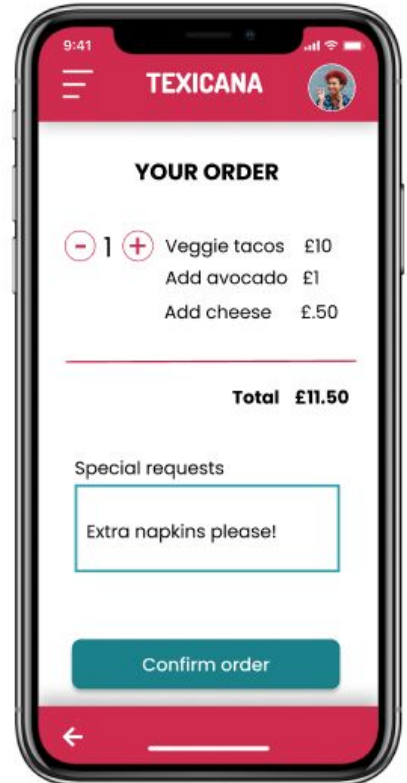 9:41
TEXICANA
YOUR ORDER
- 1 + Veggie tacos £10
Add avocado £1
Add cheese £.50
Total £11.50
Special requests
Extra napkins please!
Confirm order